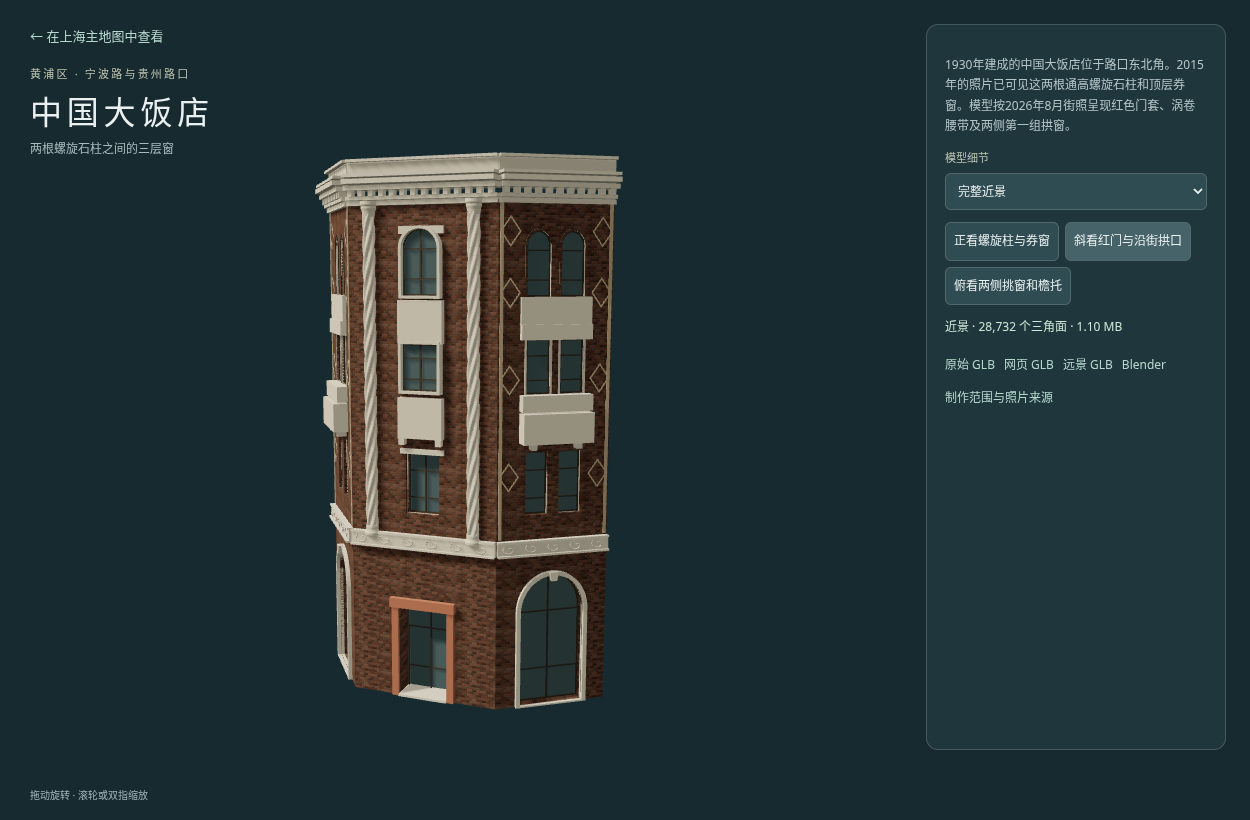 ← 在上海主地图中查看
黄浦区 · 宁波路与贵州路口
中国大饭店
两根螺旋石柱之间的三层窗
1930年建成的中国大饭店位于路口东北角。2015
年的照片已可见这两根通高螺旋石柱和顶层券
窗。模型按2026年8月街照呈现红色门套、涡卷
腰带及两侧第一组拱窗。
模型细节
完整近景
正看螺旋柱与券窗
斜看红门与沿街拱口
俯看两侧挑窗和檐托
近景 · 28,732 个三角面 · 1.10 MB
原始 GLB 网页 GLB 远景 GLB Blender
制作范围与照片来源
拖动旋转 · 滚轮或双指缩放